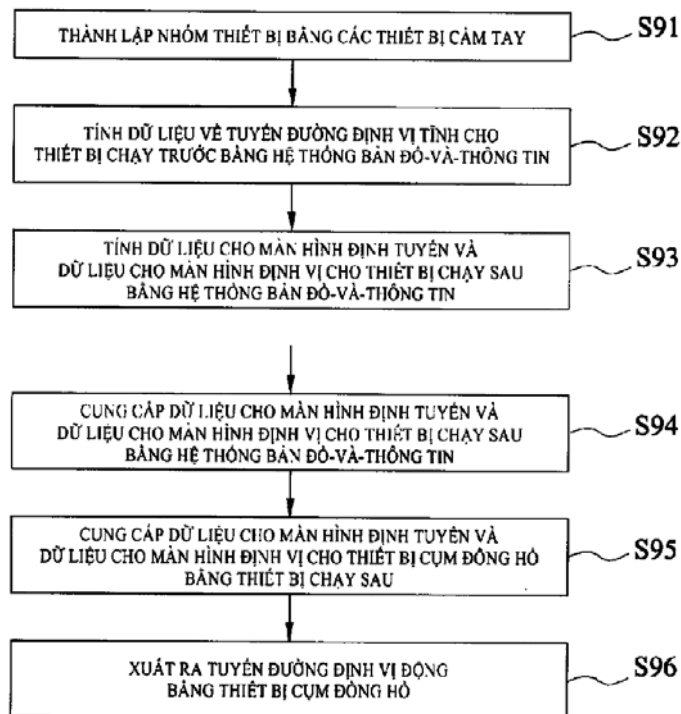 THÀNH LẬP NHÓM THIẾT BỊ BẰNG CÁC THIẾT BỊ CẦM TAY
S91
TÍNH DỮ LIỆU VỀ TUYẾN ĐƯỜNG ĐỊNH VỊ TĨNH CHO
THIẾT BỊ CHẠY TRƯỚC BẰNG HỆ THỐNG BẢN ĐỒ-VÀ-THÔNG TIN
S92
TÍNH DỮ LIỆU CHO MÀN HÌNH ĐỊNH TUYẾN VÀ
DỮ LIỆU CHO MÀN HÌNH ĐỊNH VỊ CHO THIẾT BỊ CHẠY SAU
BẰNG HỆ THỐNG BẢN ĐỒ-VÀ-THÔNG TIN
S93
CUNG CẤP DỮ LIỆU CHO MÀN HÌNH ĐỊNH TUYẾN VÀ
DỮ LIỆU CHO MÀN HÌNH ĐỊNH VỊ CHO THIẾT BỊ CHẠY SAU
BẰNG HỆ THỐNG BẢN ĐỒ-VÀ-THÔNG TIN
S94
CUNG CẤP DỮ LIỆU CHO MÀN HÌNH ĐỊNH TUYẾN VÀ
DỮ LIỆU CHO MÀN HÌNH ĐỊNH VỊ CHO THIẾT BỊ CỤM ĐỒNG HỒ
BẰNG THIẾT BỊ CHẠY SAU
S95
XUẤT RA TUYẾN ĐƯỜNG ĐỊNH VỊ ĐỘNG
BẰNG THIẾT BỊ CỤM ĐỒNG HỒ
S96